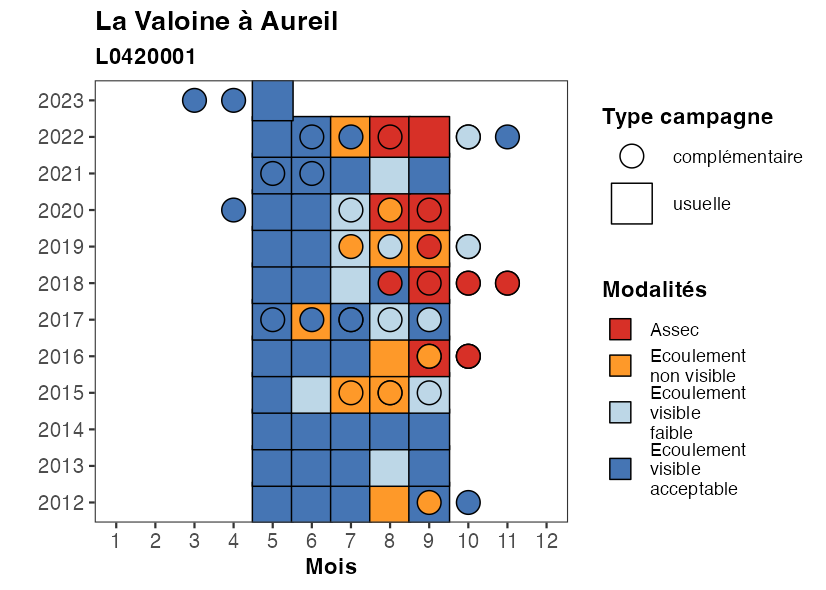 La Valoine à Aureil
L0420001
2023
2022
2021
2020
2019
2018
2017
2016
2015
2014
2013
2012
1 2 3 4 5 6 7 8 9 10 11 12
Mois
Type campagne
complémentaire
usuelle
Modalités
Assec
Ecoulement
non visible
Ecoulement
visible
faible
Ecoulement
visible
acceptable